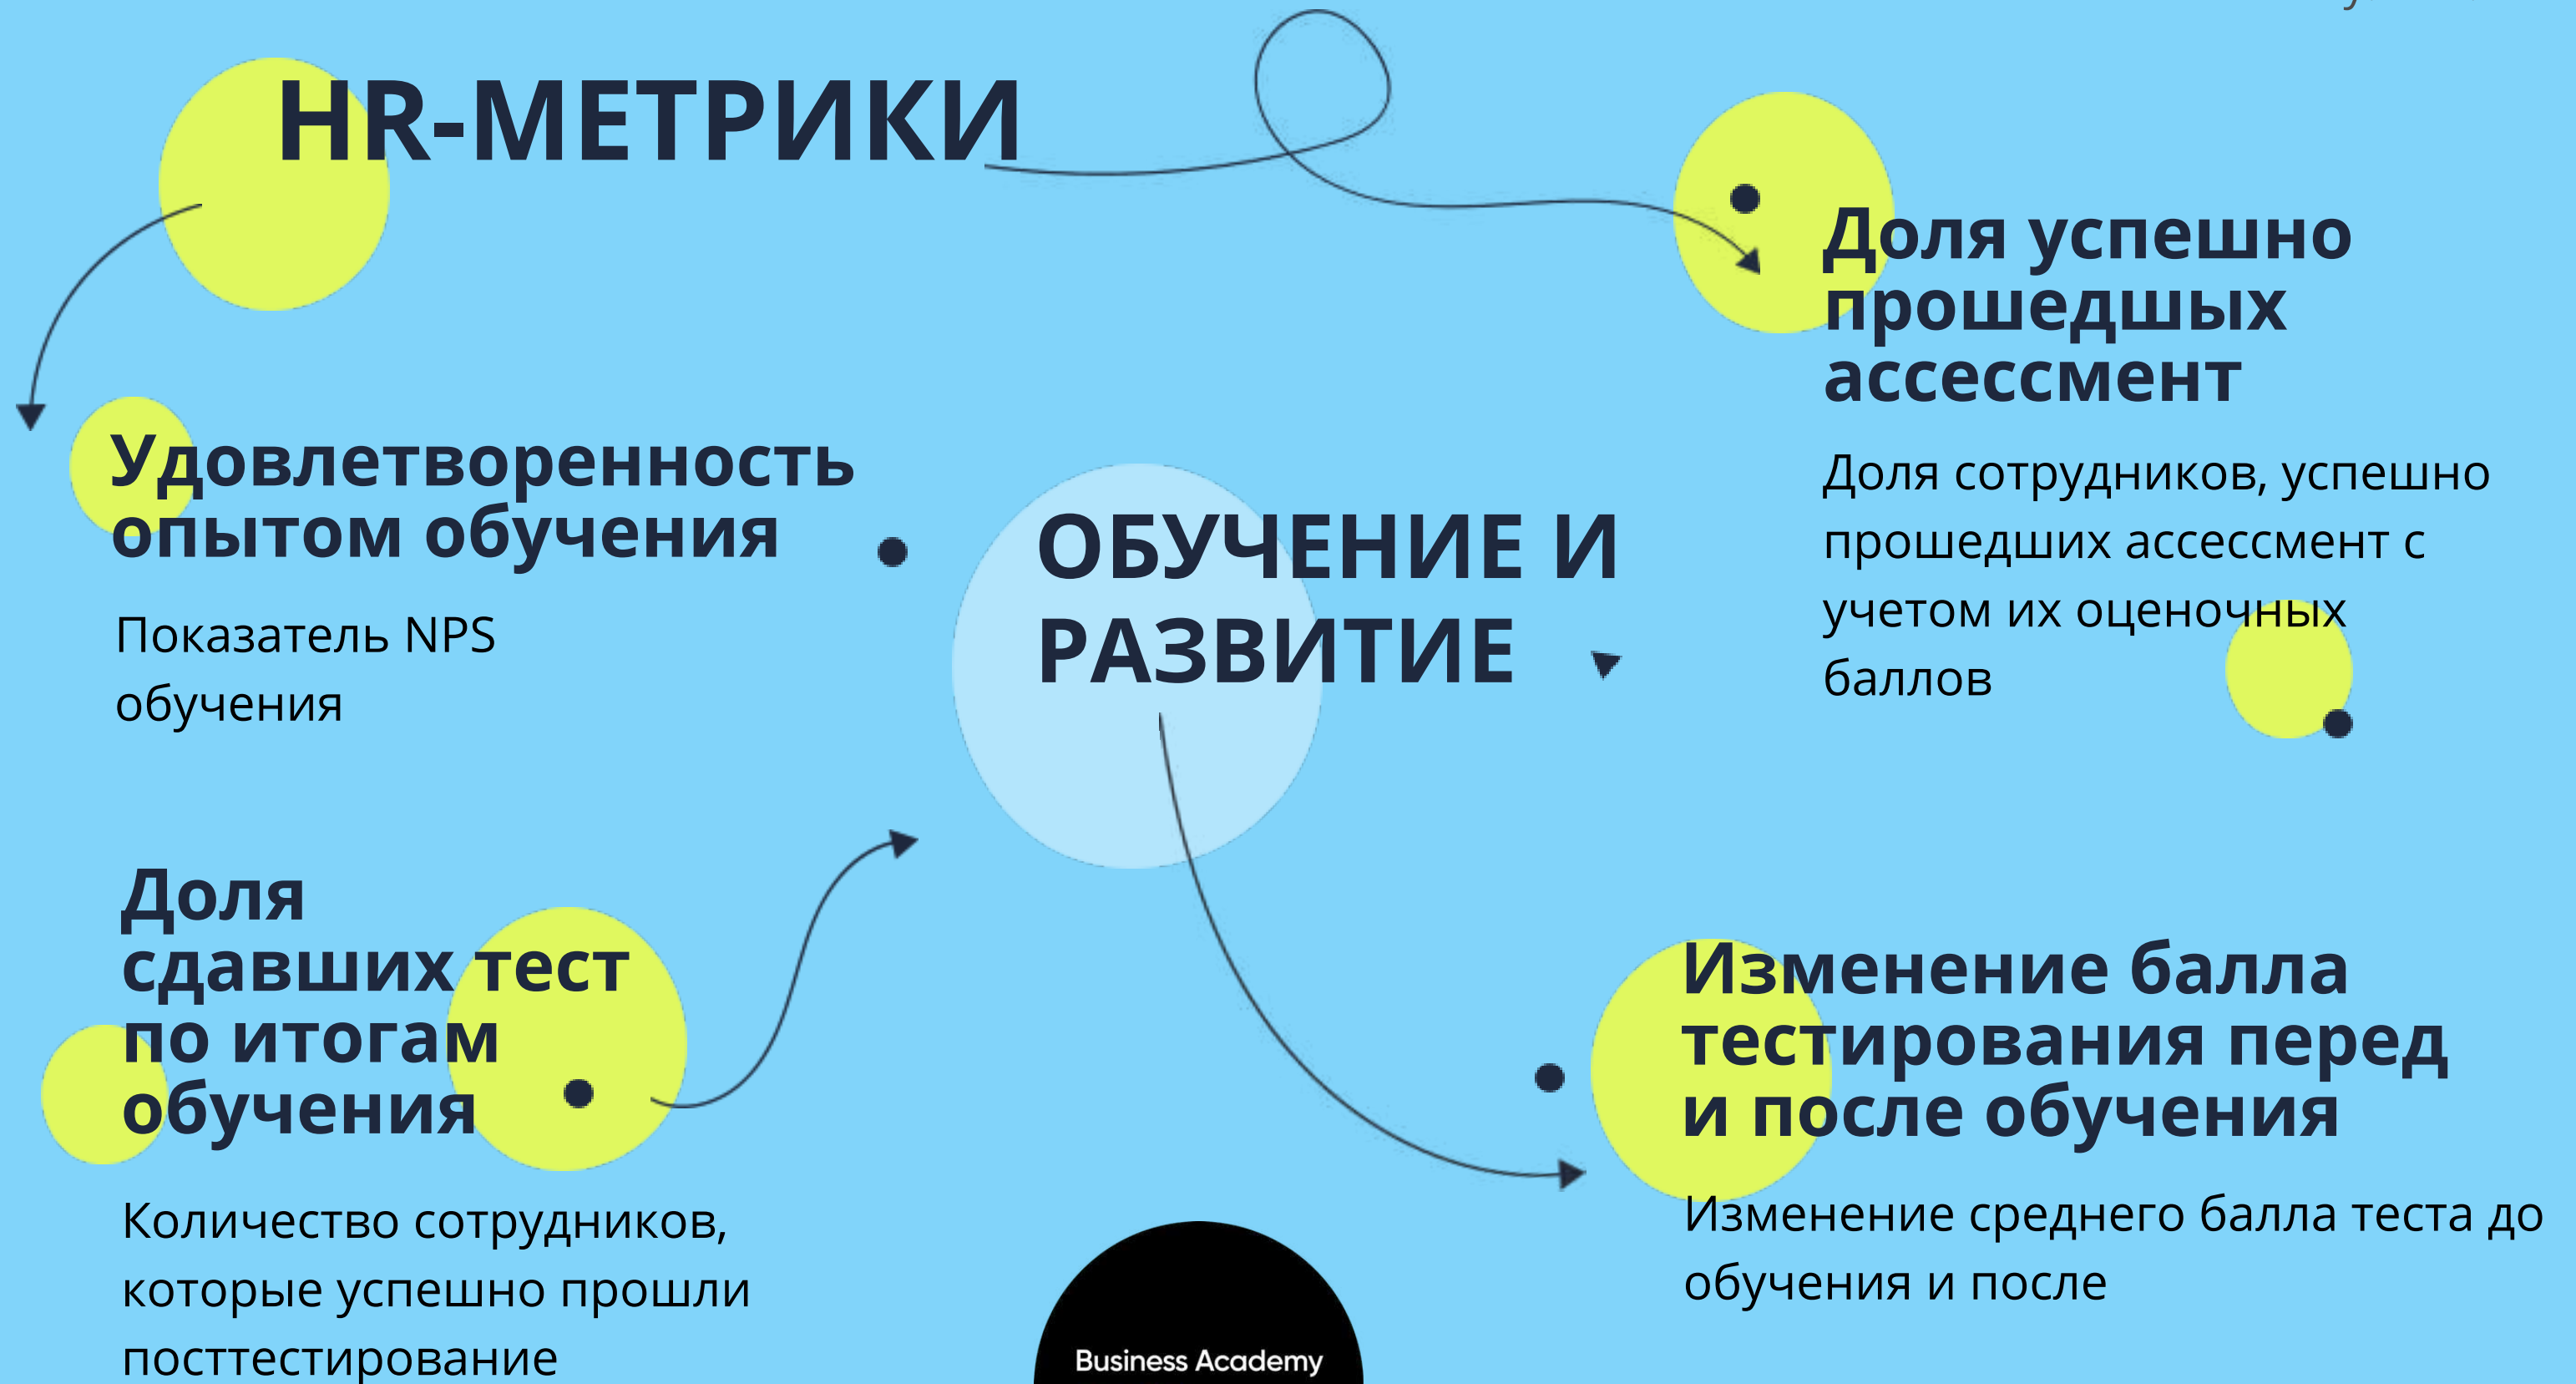 HR-МЕТРИКИ
Удовлетворенность
опытом обучения
Показатель NPS
обучения
Доля
сдавших тест
по итогам
обучения
Количество сотрудников,
которые успешно прошли
посттестирование
ОБУЧЕНИЕ И
РАЗВИТИЕ
Доля успешно
прошедшых
ассессмент
Доля сотрудников, успешно
прошедших ассессмент с
учетом их оценочных
баллов
Изменение балла
тестирования перед
и после обучения
Изменение среднего балла теста до
обучения и после
Business Academy